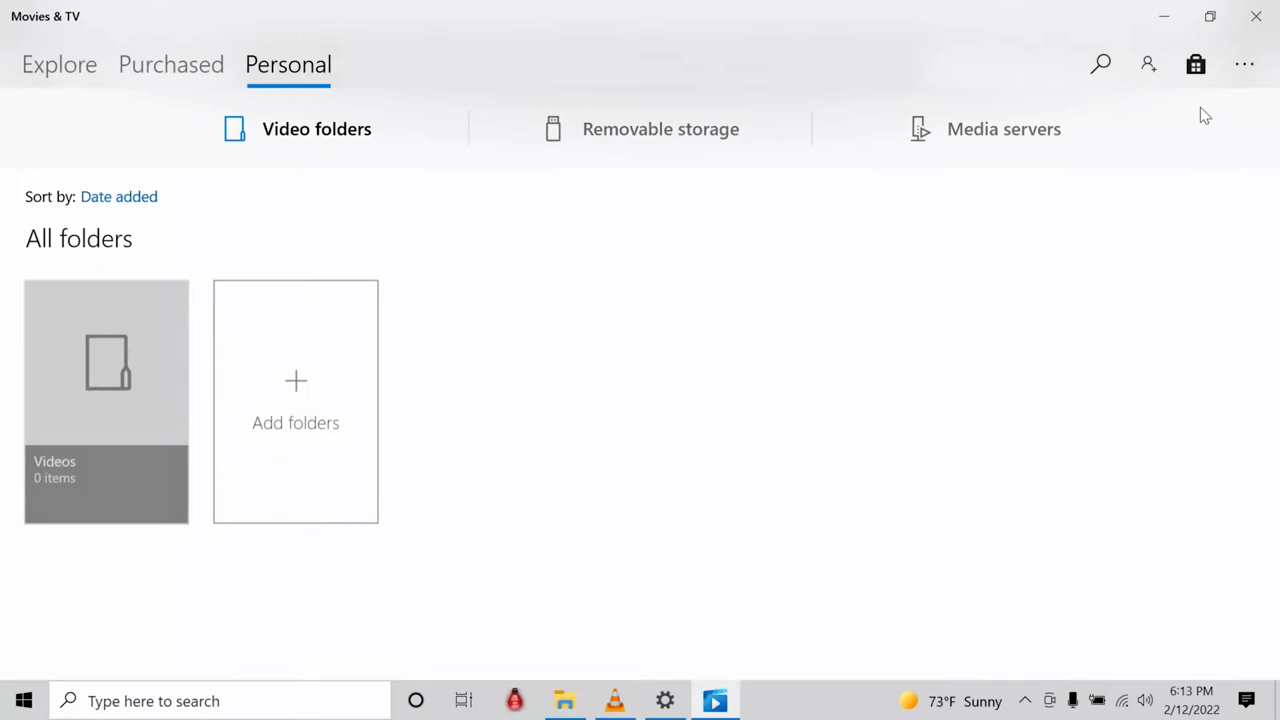 Movies & TV
Explore Purchased Personal
Video folders Removable storage Media servers
Sort by: Date added
All folders
Add folders
Videos
0 items
Type here to search
73°F Sunny
6:13 PM
2/12/2022